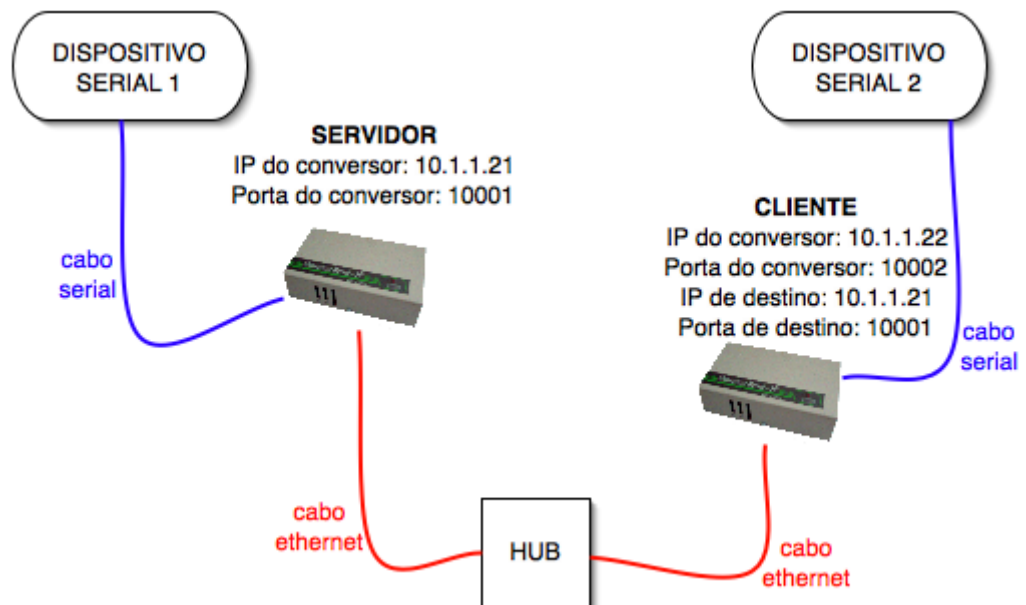 DISPOSITIVO
SERIAL 1
DISPOSITIVO
SERIAL 2
SERVIDOR
IP do conversor: 10.1.1.21
Porta do conversor: 10001
CLIENTE
IP do conversor: 10.1.1.22
Porta do conversor: 10002
IP de destino: 10.1.1.21
Porta de destino: 10001
cabo
serial
cabo
serial
cabo
ethernet
HUB
cabo
ethernet